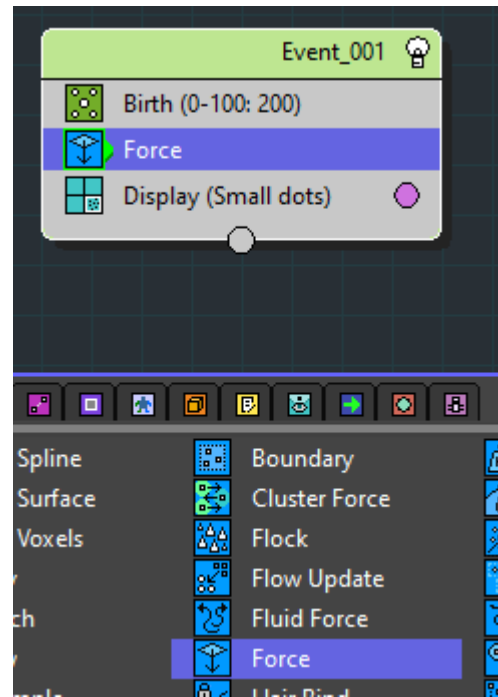 Event_001
Birth (0-100: 200)
Force
Display (Small dots)
Spline
Boundary
Surface
Cluster Force
Voxels
Flock
Flow Update
Fluid Force
Force